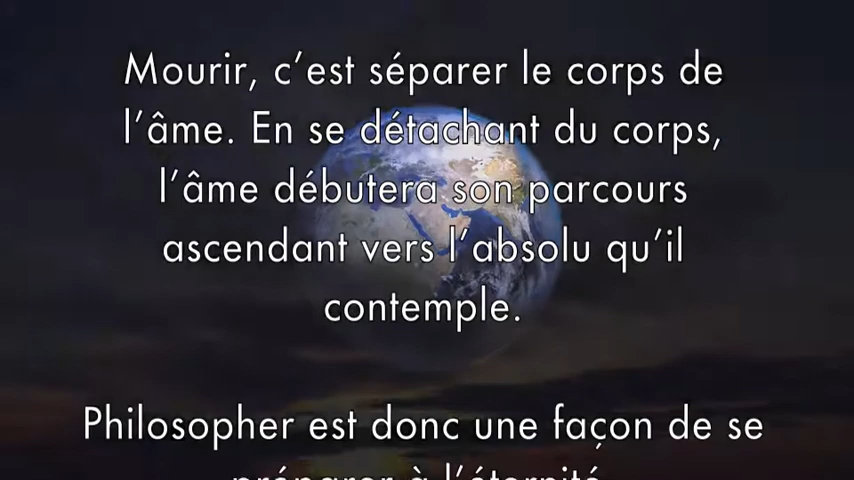 Mourir, c’est séparer le corps de
l’âme. En se détachant du corps,
l’âme débutera son parcours
ascendant vers l’absolu qu’il
contemple.
Philosopher est donc une façon de se
préparer à l’éternité